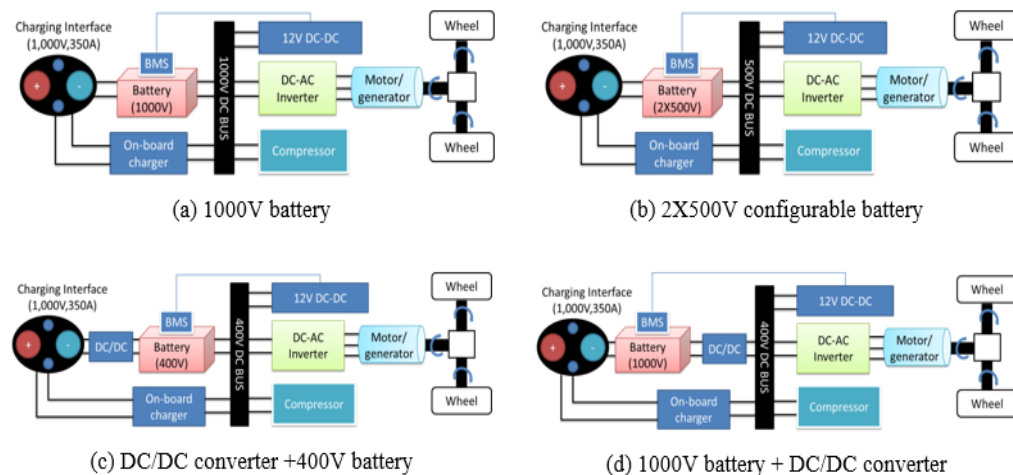 Charging Interface
(1,000V,350A)
+
-
BMS
Battery
(1000V)
On-board
charger
1000V DC BUS
12V DC-DC
DC-AC
Inverter
Compressor
Motor/
generator
Wheel
Wheel
(a) 1000V battery
Charging Interface
(1,000V,350A)
+
-
BMS
Battery
(2X500V)
On-board
charger
500V DC BUS
12V DC-DC
DC-AC
Inverter
Compressor
Motor/
generator
Wheel
Wheel
(b) 2X500V configurable battery
Charging Interface
(1,000V,350A)
+
-
DC/DC
BMS
Battery
(400V)
On-board
charger
400V DC BUS
12V DC-DC
DC-AC
Inverter
Compressor
Motor/
generator
Wheel
Wheel
(c) DC/DC converter +400V battery
Charging Interface
(1,000V,350A)
+
-
BMS
Battery
(1000V)
DC/DC
On-board
charger
400V DC BUS
12V DC-DC
DC-AC
Inverter
Compressor
Motor/
generator
Wheel
Wheel
(d) 1000V battery + DC/DC converter